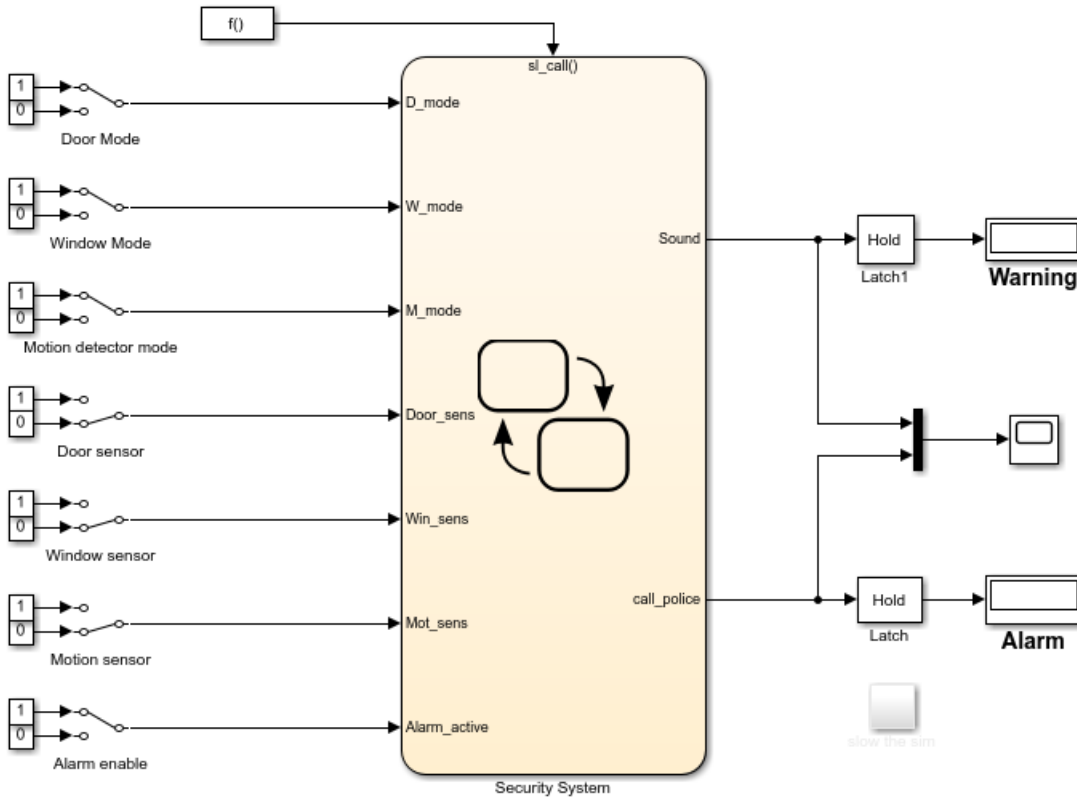 f()
sl_call()
1
0
Door Mode
D_mode
1
0
Window Mode
W_mode
Sound
Hold
Latch1
Warning
1
0
Motion detector mode
M_mode
1
0
Door sensor
Door_sens
1
0
Window sensor
Win_sens
1
0
Motion sensor
Mot_sens
call_police
Hold
Latch
Alarm
1
0
Alarm enable
Alarm_active
slow the sim
Security System